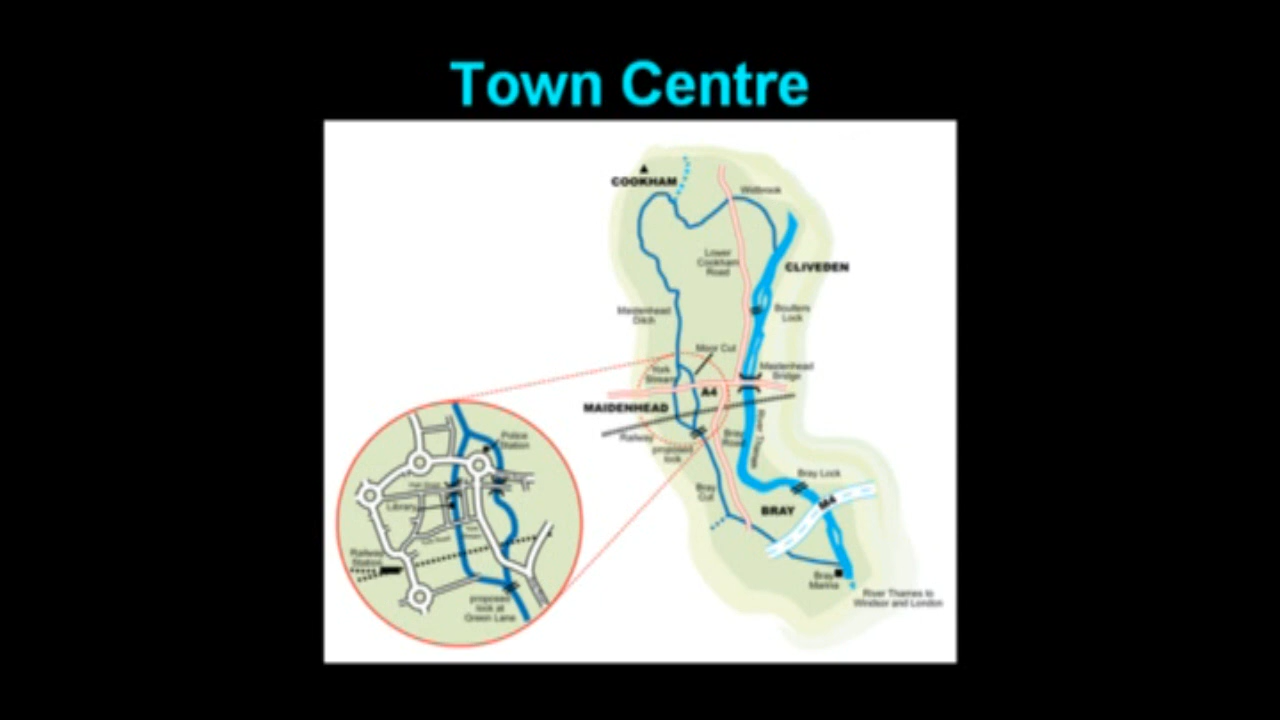 Town Centre
COOKHAM
Widbrook
Lower
Cookham
Road
CLIVEDEN
Maidenhead
Ditch
Boulters
Lock
Moor Cut
York
Stream
Maidenhead
Bridge
A4
MAIDENHEAD
Railway
proposed
lock
Bray
Road
River Thames
Bray
Cut
Bray Lock
M4
BRAY
Bray
Marina
River Thames to
Windsor and London
Police
Station
Library
Railway
Station
proposed
lock at
Green Lane